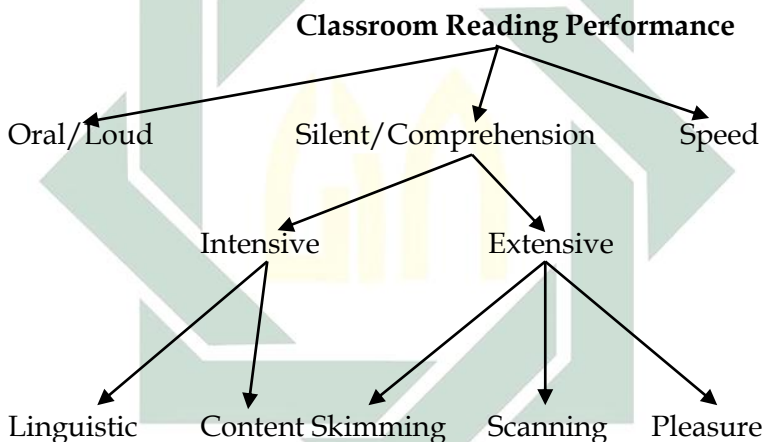 Classroom Reading Performance
Oral/Loud Silent/Comprehension Speed
Intensive Extensive
Linguistic Content Skimming Scanning Pleasure